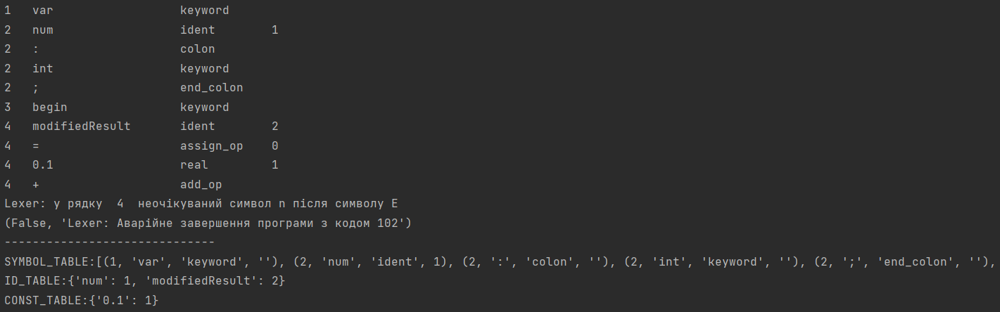 1 var keyword
2 num ident 1
2 : colon
2 int keyword
2 ; end_colon
3 begin keyword
4 modifiedResult ident 2
4 = assign_op 0
4 0.1 real 1
4 + add_op
Lexer: у рядку  4  неочікуваний символ n після символу E
(False, 'Lexer: Аварійне завершення програми з кодом 102')
------------------------------
SYMBOL_TABLE:[(1, 'var', 'keyword', ''), (2, 'num', 'ident', 1), (2, ':', 'colon', ''), (2, 'int', 'keyword', ''), (2, ';', 'end_colon', ''),
ID_TABLE:{'num': 1, 'modifiedResult': 2}
CONST_TABLE:{'0.1': 1}